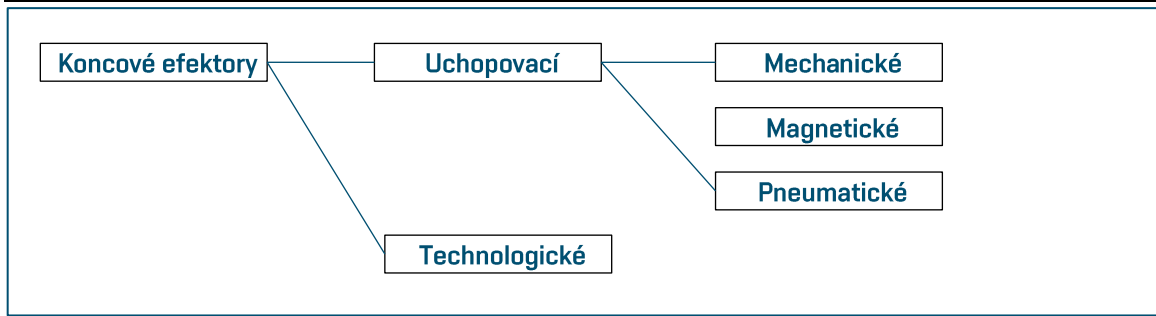 Koncové efektory
Uchopovací
Mechanické
Magnetické
Pneumatické
Technologické